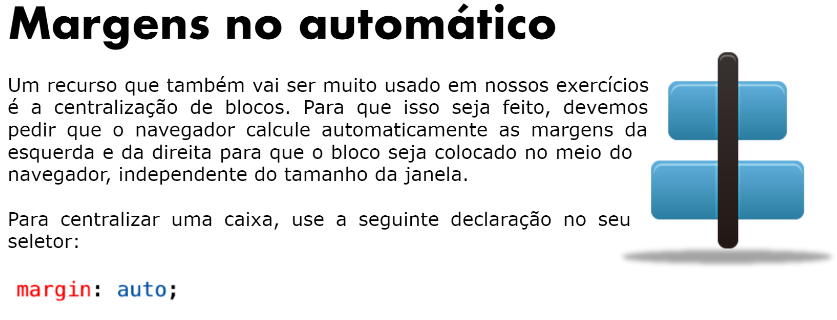 Margens no automático
Um recurso que também vai ser muito usado em nossos exercícios
é a centralização de blocos. Para que isso seja feito, devemos
pedir que o navegador calcule automaticamente as margens da
esquerda e da direita para que o bloco seja colocado no meio do
navegador, independente do tamanho da janela.
Para centralizar uma caixa, use a seguinte declaração no seu
seletor:
margin: auto;